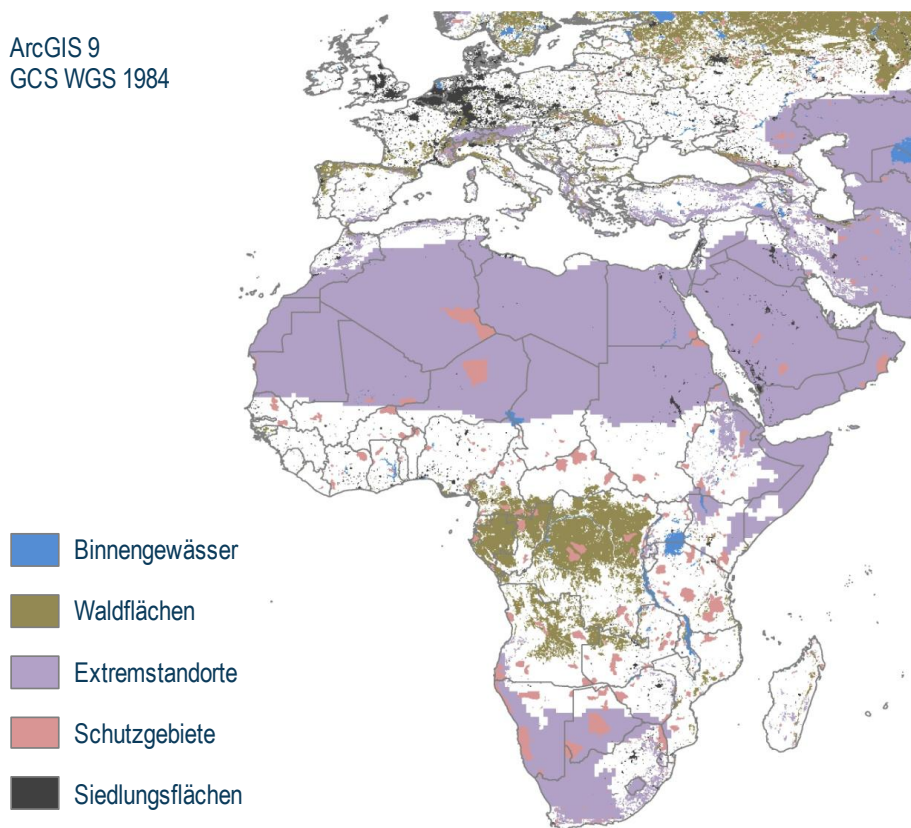 ArcGIS 9
GCS WGS 1984
Binnengewässer
Waldflächen
Extremstandorte
Schutzgebiete
Siedlungsflächen